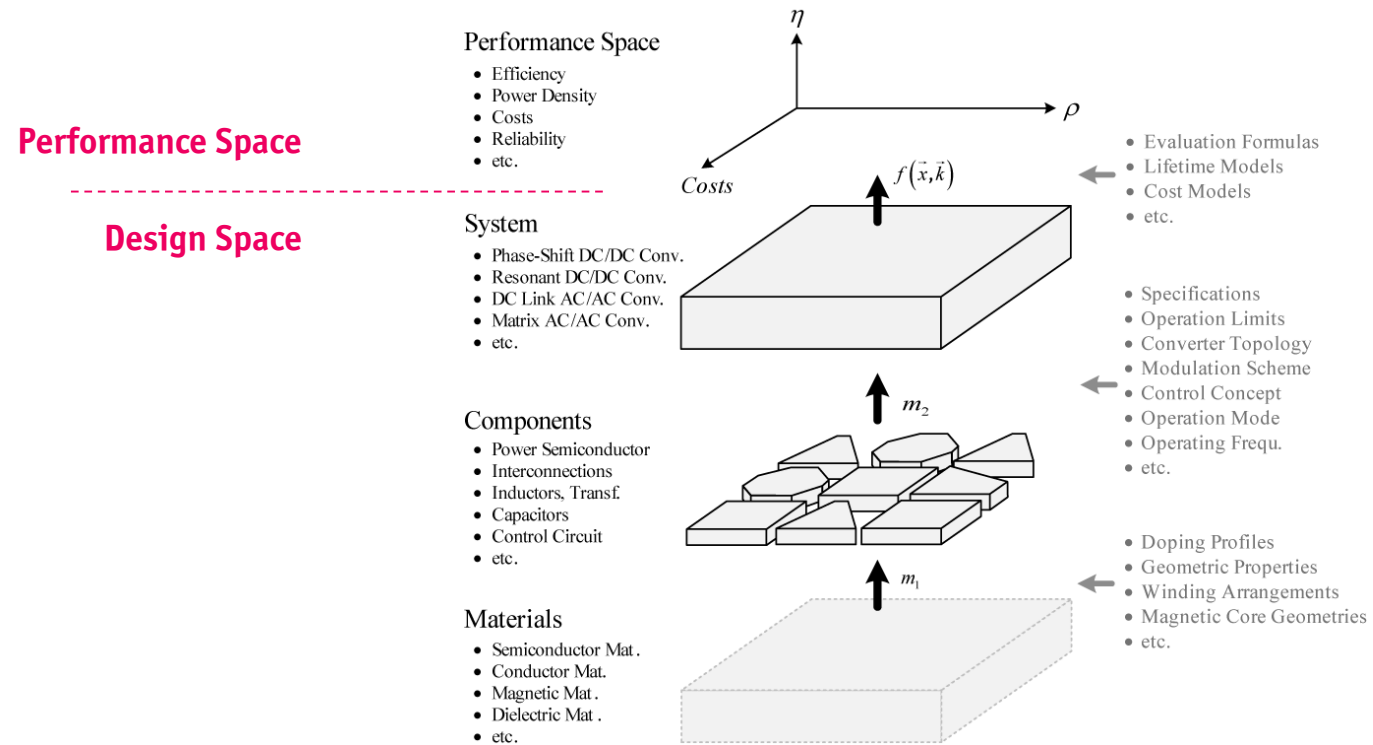 η
Performance Space
• Efficiency
• Power Density
• Costs
• Reliability
• etc.
ρ
Costs
Performance Space
Design Space
f(x⃗,k⃗)
• Evaluation Formulas
• Lifetime Models
• Cost Models
• etc.
System
• Phase-Shift DC/DC Conv.
• Resonant DC/DC Conv.
• DC Link AC/AC Conv.
• Matrix AC/AC Conv.
• etc.
• Specifications
• Operation Limits
• Converter Topology
• Modulation Scheme
• Control Concept
• Operation Mode
• Operating Frequ.
• etc.
m₂
Components
• Power Semiconductor
• Interconnections
• Inductors, Transf.
• Capacitors
• Control Circuit
• etc.
• Doping Profiles
• Geometric Properties
• Winding Arrangements
• Magnetic Core Geometries
• etc.
m₁
Materials
• Semiconductor Mat.
• Conductor Mat.
• Magnetic Mat.
• Dielectric Mat.
• etc.